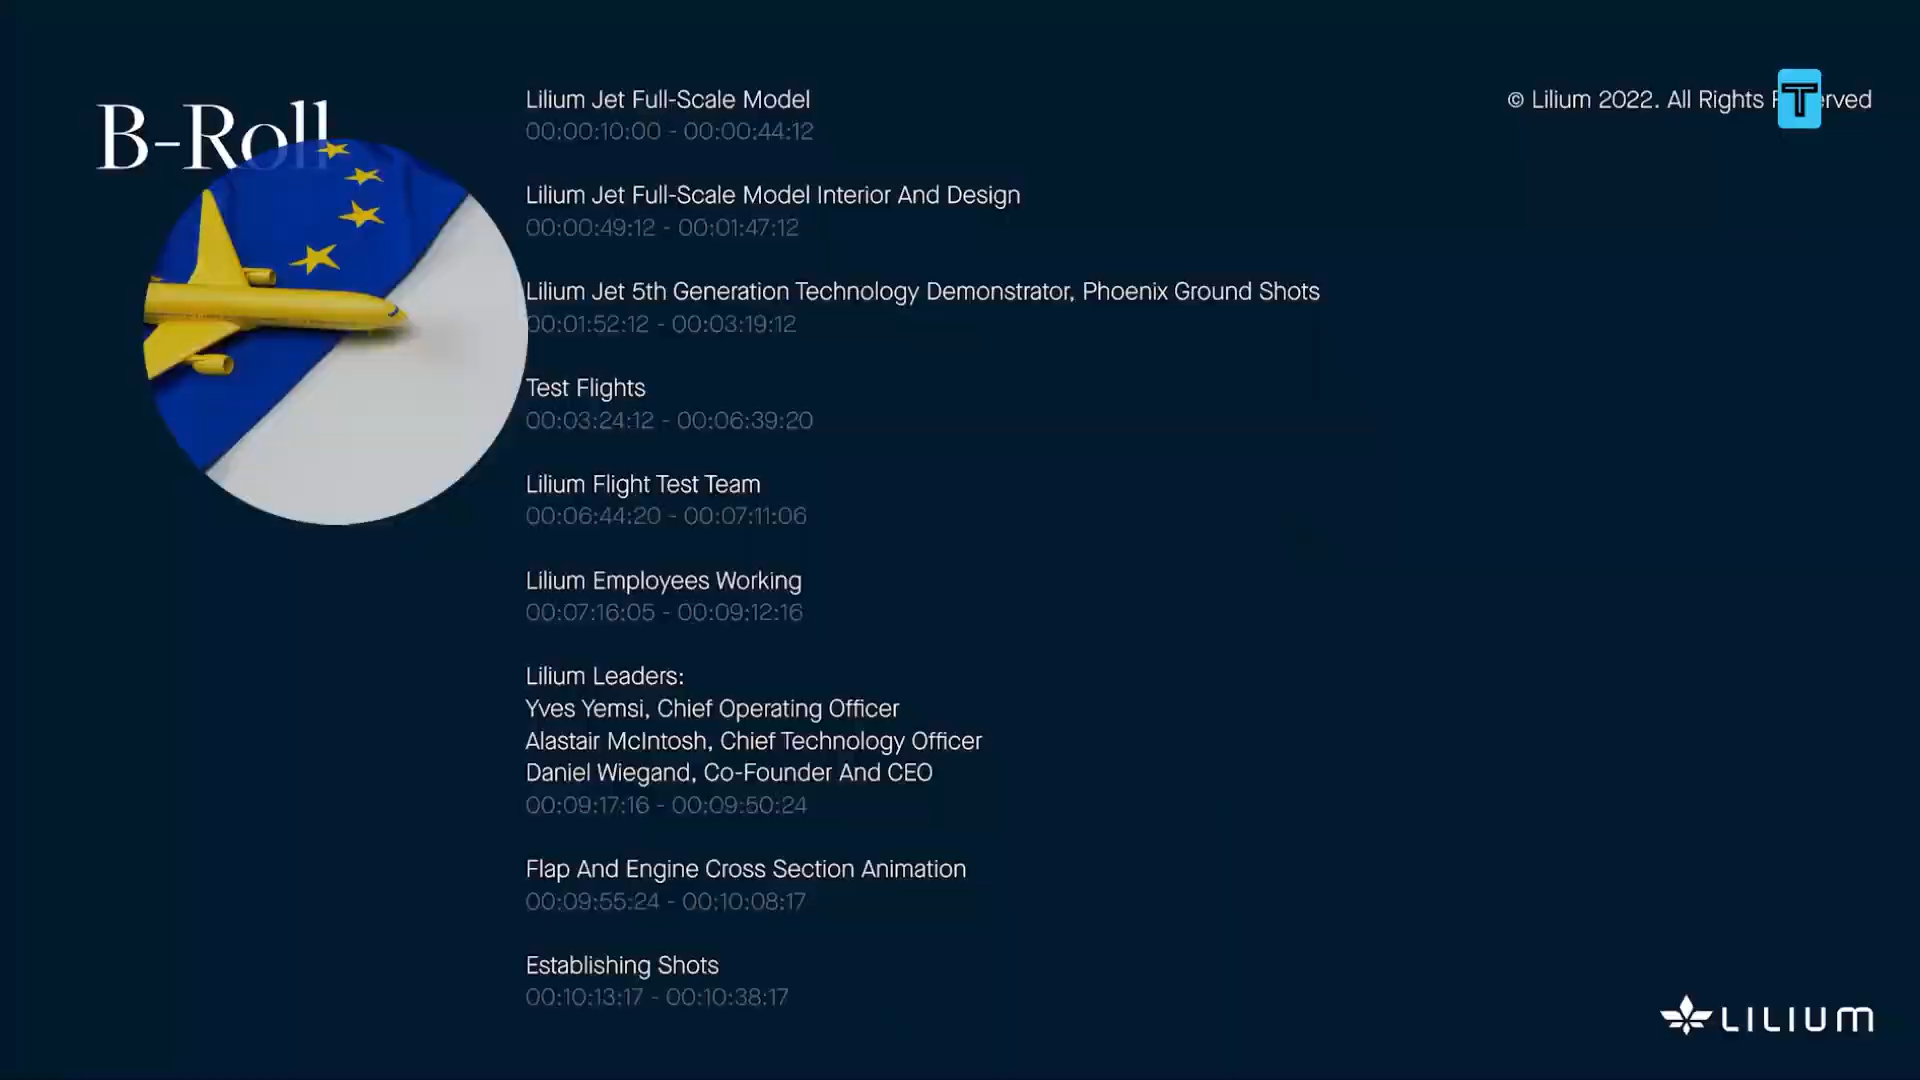 B-Roll
Lilium Jet Full-Scale Model
00:00:10:00 - 00:00:44:12
Lilium Jet Full-Scale Model Interior And Design
00:00:49:12 - 00:01:47:12
Lilium Jet 5th Generation Technology Demonstrator, Phoenix Ground Shots
00:01:52:12 - 00:03:19:12
Test Flights
00:03:24:12 - 00:06:39:20
Lilium Flight Test Team
00:06:44:20 - 00:07:11:06
Lilium Employees Working
00:07:16:05 - 00:09:12:16
Lilium Leaders:
Yves Yemsi, Chief Operating Officer
Alastair McIntosh, Chief Technology Officer
Daniel Wiegand, Co-Founder And CEO
00:09:17:16 - 00:09:50:24
Flap And Engine Cross Section Animation
00:09:55:24 - 00:10:08:17
Establishing Shots
00:10:13:17 - 00:10:38:17
© Lilium 2022. All Rights
T
LILIUM